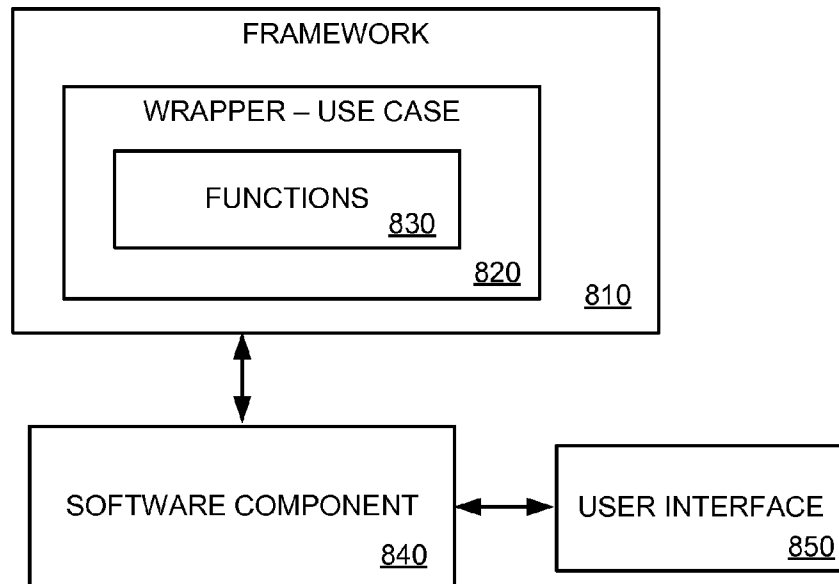 FRAMEWORK
WRAPPER – USE CASE
FUNCTIONS
830
820
810
SOFTWARE COMPONENT
840
USER INTERFACE
850